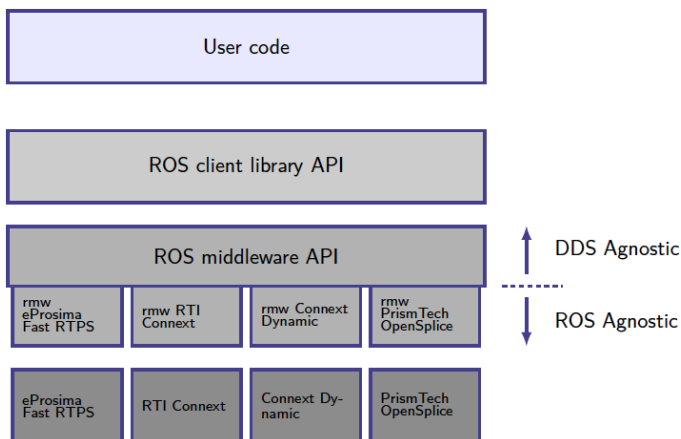 User code
ROS client library API
ROS middleware API
DDS Agnostic
ROS Agnostic
rmw
eProsima
Fast RTPS
rmw RTI
Connext
rmw Connext
Dynamic
rmw
PrismTech
OpenSplice
eProsima
Fast RTPS
RTI Connext
Connext Dy-
namic
PrismTech
OpenSplice